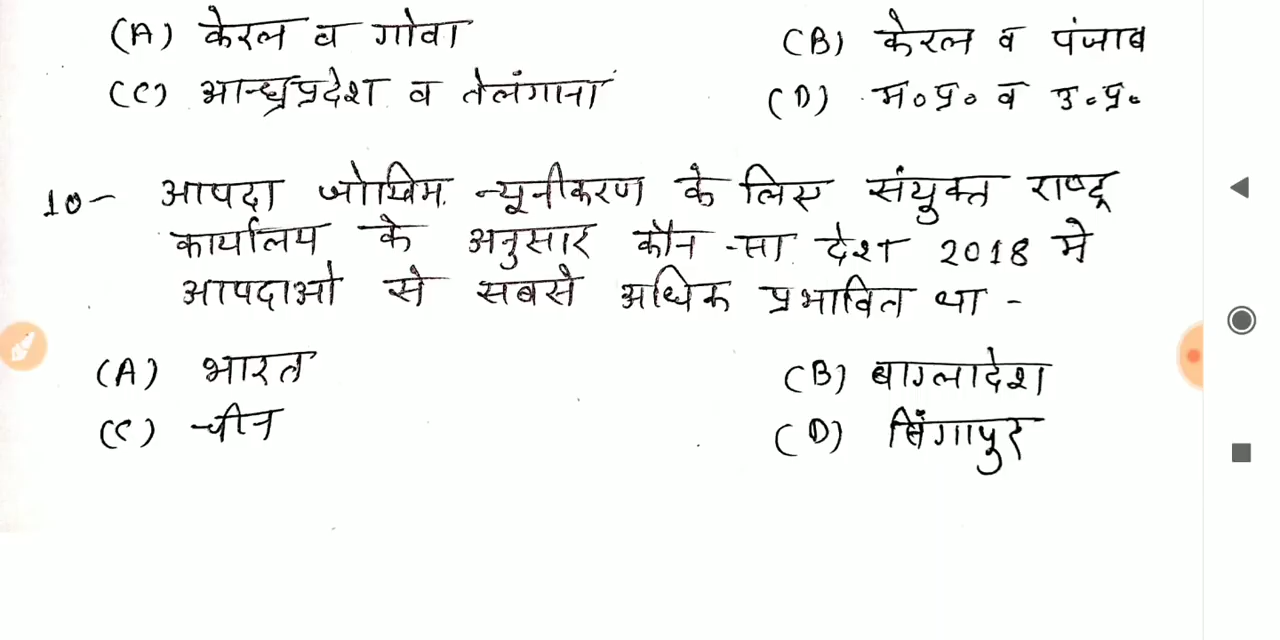 (A) केरल व गोवा
(B) केरल व पंजाब
(C) आन्ध्रप्रदेश व तेलंगाना
(D) म०प्र० व उ०प्र०
10- आपदा जोखिम न्यूनीकरण के लिए संयुक्त राष्ट्र
कार्यालय के अनुसार कौन-सा देश 2018 मे
आपदाओ से सबसे अधिक प्रभावित था -
(A) भारत
(B) बाग्लादेश
(C) चीन
(D) सिंगापुर